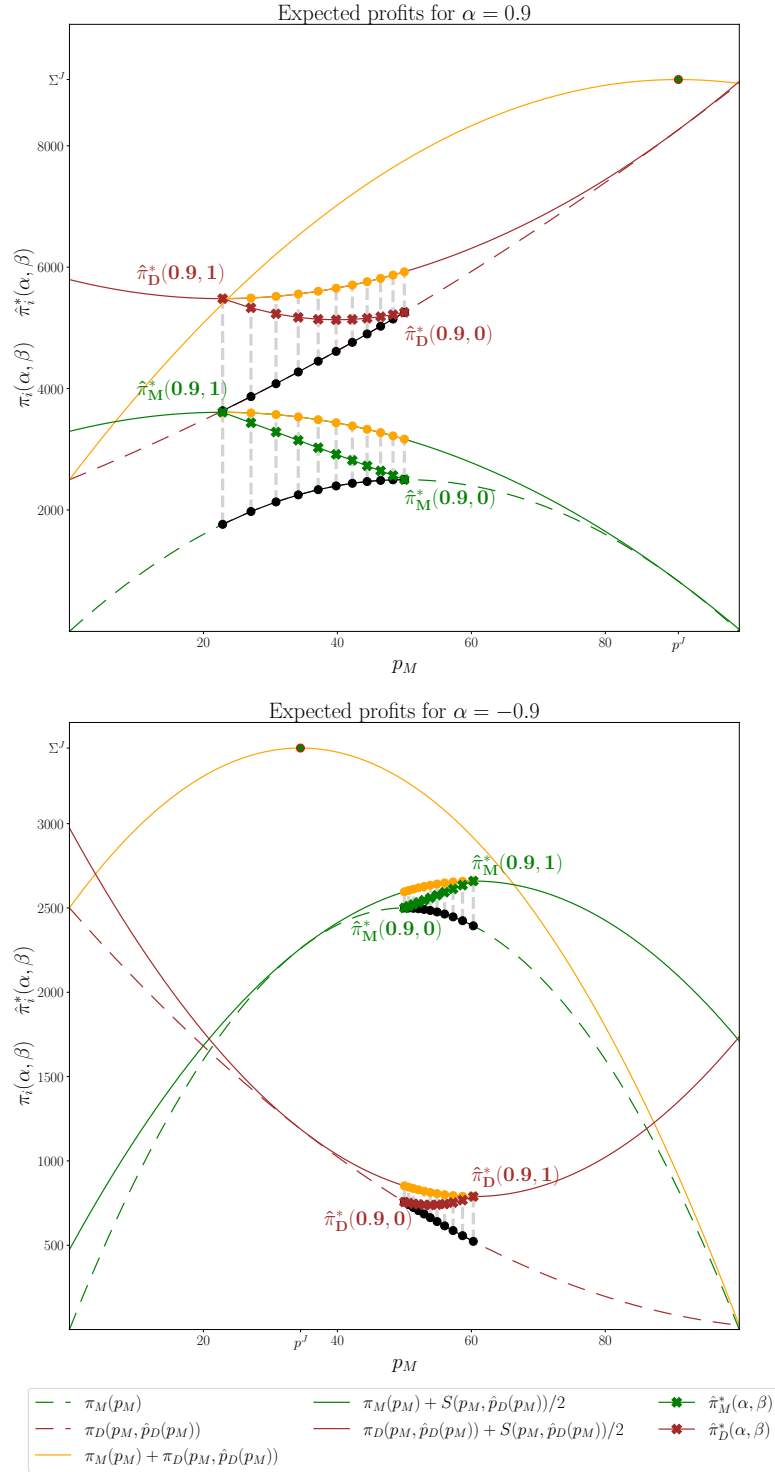 Expected profits for α = 0.9
Σᴶ
8000
6000
4000
2000
π_i(α, β)    π̂*_i(α, β)
π̂*_D(0.9, 1)
π̂*_D(0.9, 0)
π̂*_M(0.9, 1)
π̂*_M(0.9, 0)
20 40 60 80
pᴶ
p_M
Expected profits for α = −0.9
Σᴶ
3000
2500
2000
1500
1000
500
π_i(α, β)    π̂*_i(α, β)
π̂*_M(0.9, 1)
π̂*_M(0.9, 0)
π̂*_D(0.9, 1)
π̂*_D(0.9, 0)
20 40 60 80
pᴶ
p_M
π_M(p_M)
π_D(p_M, p̂_D(p_M))
π_M(p_M) + π_D(p_M, p̂_D(p_M))
π_M(p_M) + S(p_M, p̂_D(p_M))/2
π_D(p_M, p̂_D(p_M)) + S(p_M, p̂_D(p_M))/2
π̂*_M(α, β)
π̂*_D(α, β)